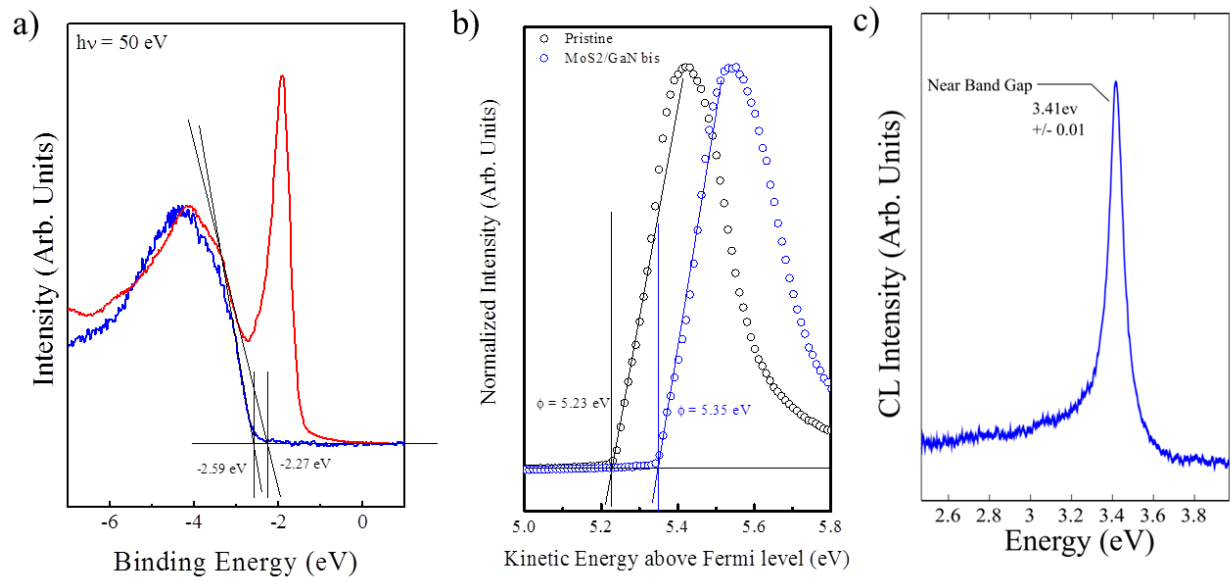 a)
hν = 50 eV
Intensity (Arb. Units)
-2.59 eV
-2.27 eV
-6
-4
-2
0
Binding Energy (eV)
b)
Pristine
MoS2/GaN bis
Normalized Intensity (Arb. Units)
ϕ = 5.23 eV
ϕ = 5.35 eV
5.0
5.2
5.4
5.6
5.8
Kinetic Energy above Fermi level (eV)
c)
Near Band Gap
3.41ev
+/- 0.01
CL Intensity (Arb. Units)
2.6 2.8 3 3.2 3.4 3.6 3.8
Energy (eV)